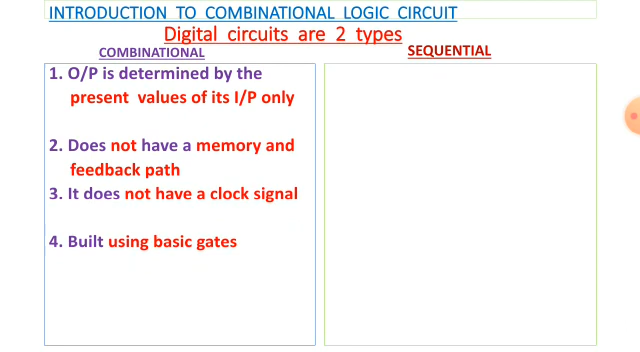 INTRODUCTION TO COMBINATIONAL LOGIC CIRCUIT
Digital circuits are 2 types
COMBINATIONAL
SEQUENTIAL
1. O/P is determined by the
present values of its I/P only
2. Does not have a memory and
feedback path
3. It does not have a clock signal
4. Built using basic gates